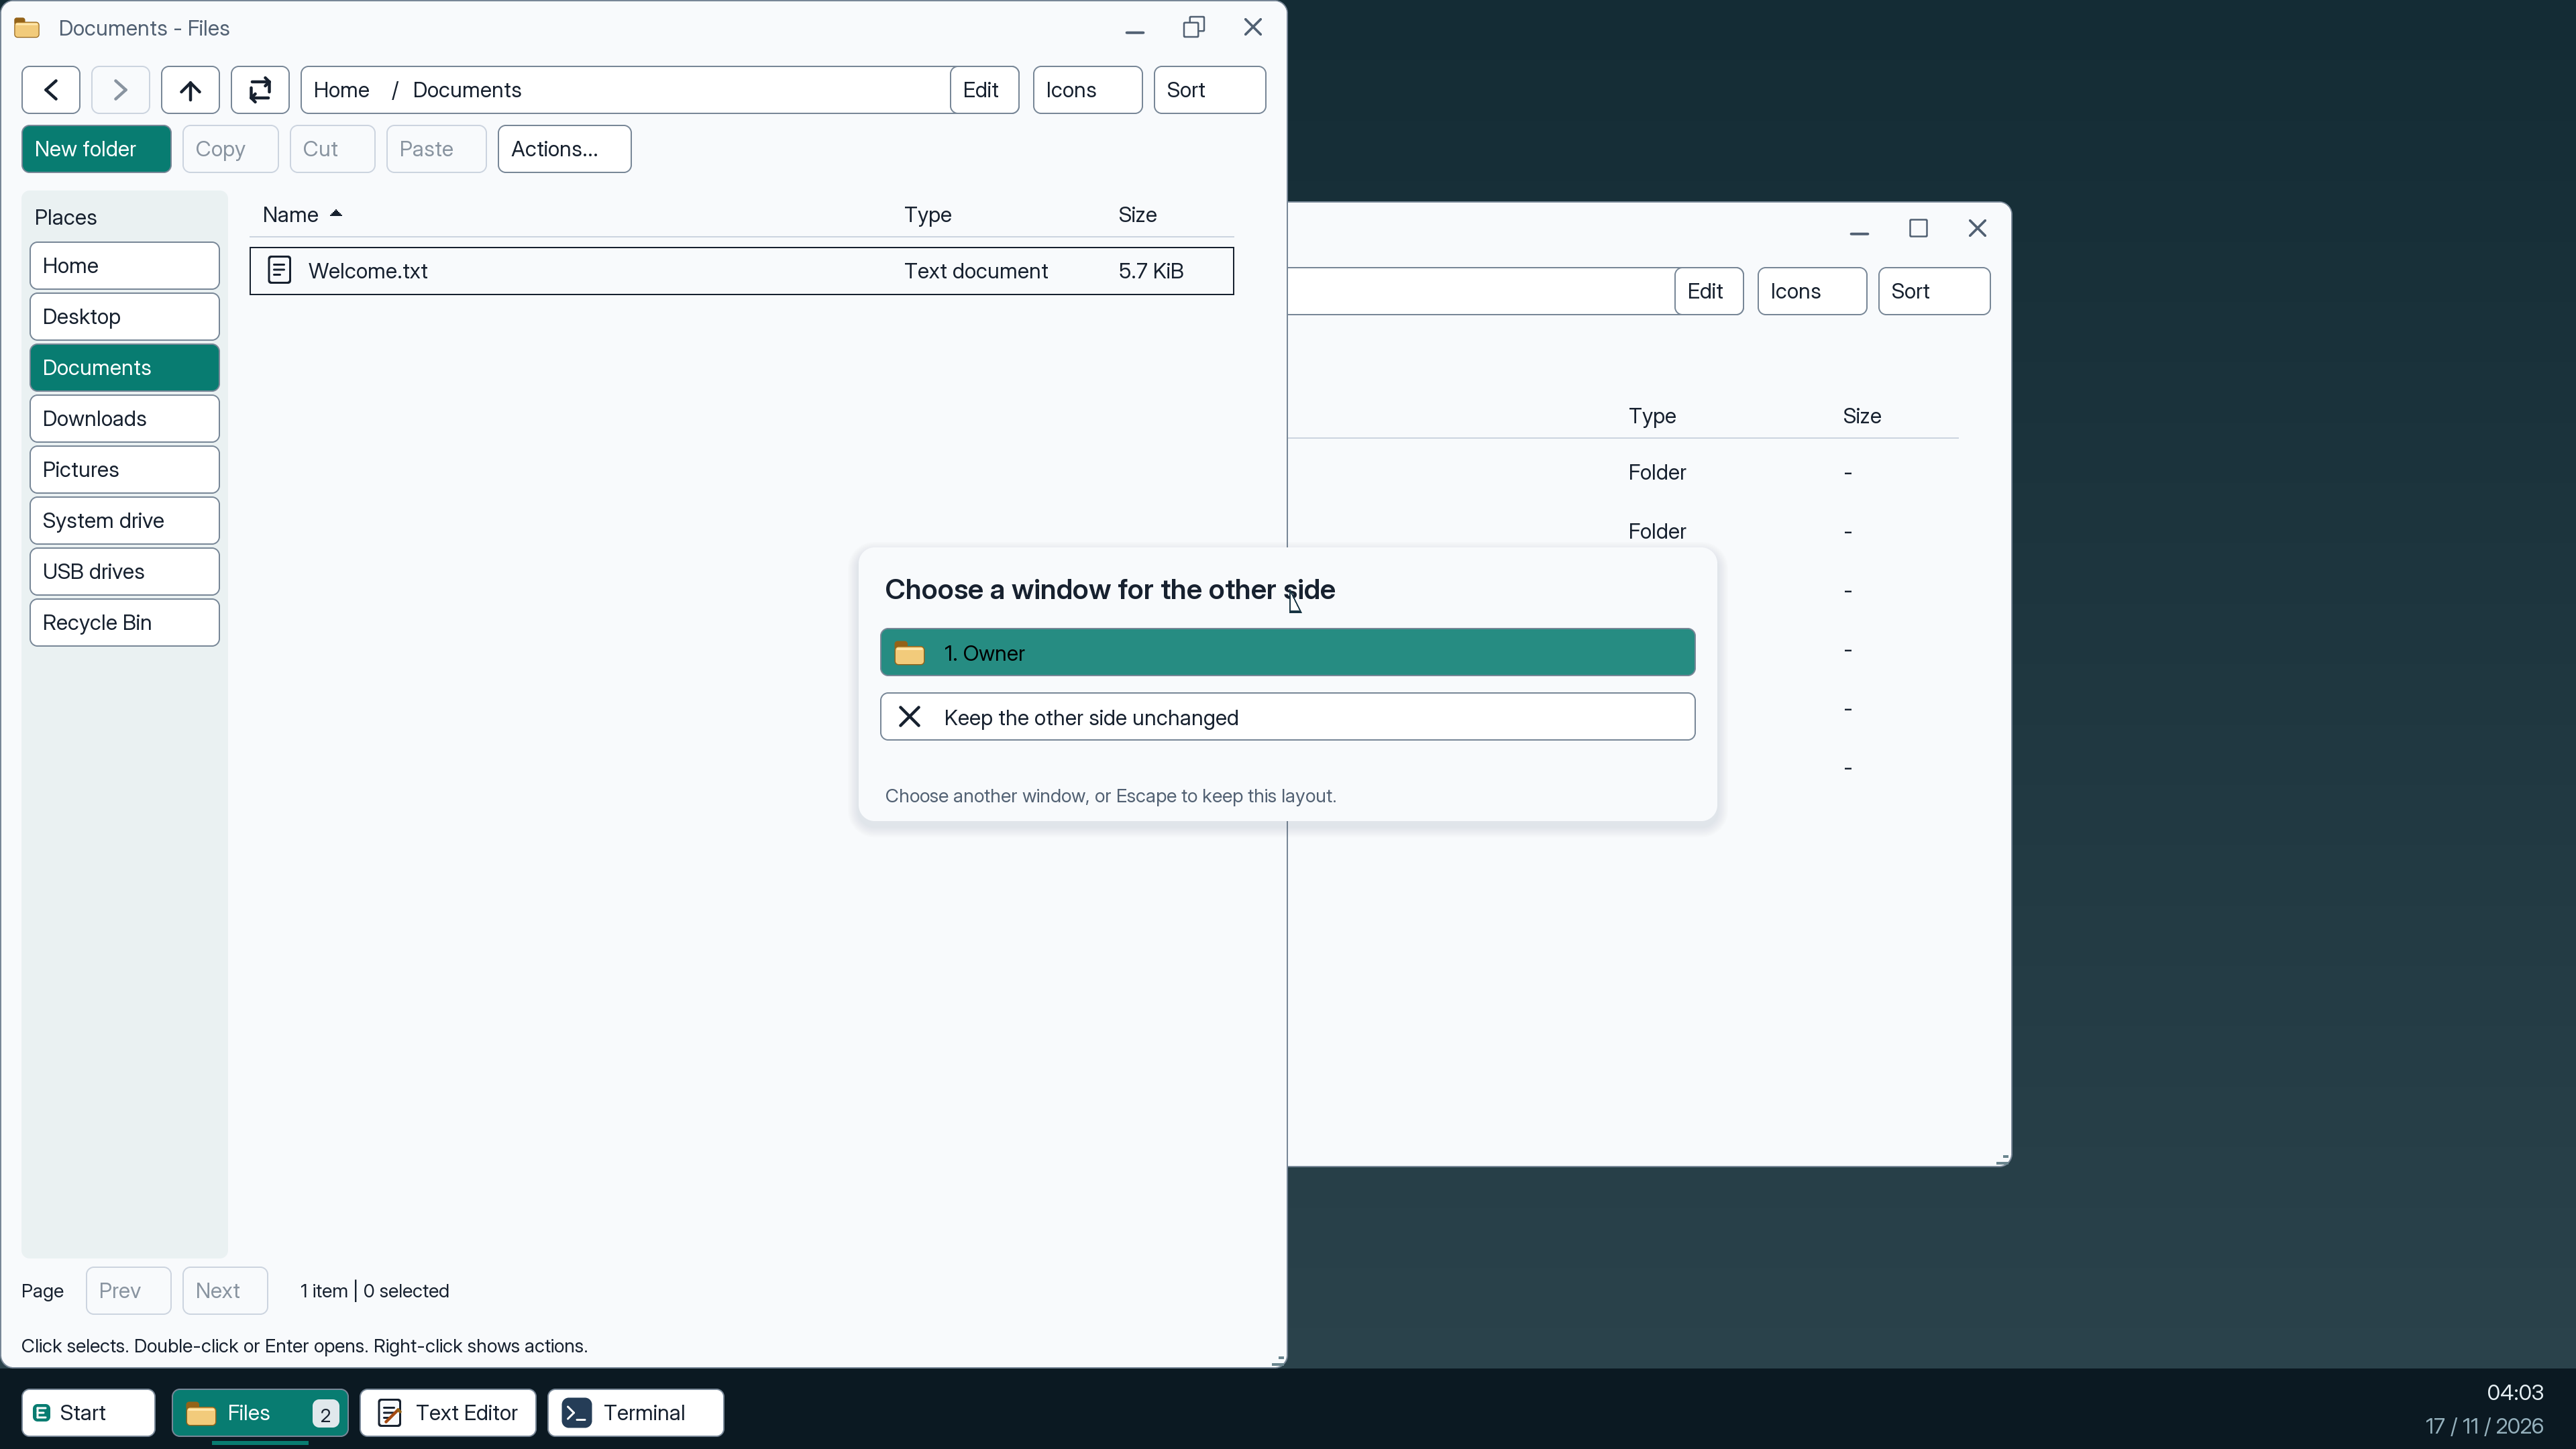 Documents - Files
Home / Documents Edit Icons Sort
New folder Copy Cut Paste Actions...
Places
Home
Desktop
Documents
Downloads
Pictures
System drive
USB drives
Recycle Bin
Name Type Size
Welcome.txt Text document 5.7 KiB
Edit Icons Sort
Type Size
Folder -
Folder -
-
-
-
-
Choose a window for the other side
1. Owner
Keep the other side unchanged
Choose another window, or Escape to keep this layout.
Page Prev Next 1 item | 0 selected
Click selects. Double-click or Enter opens. Right-click shows actions.
E Start Files 2 Text Editor Terminal
04:03
17 / 11 / 2026